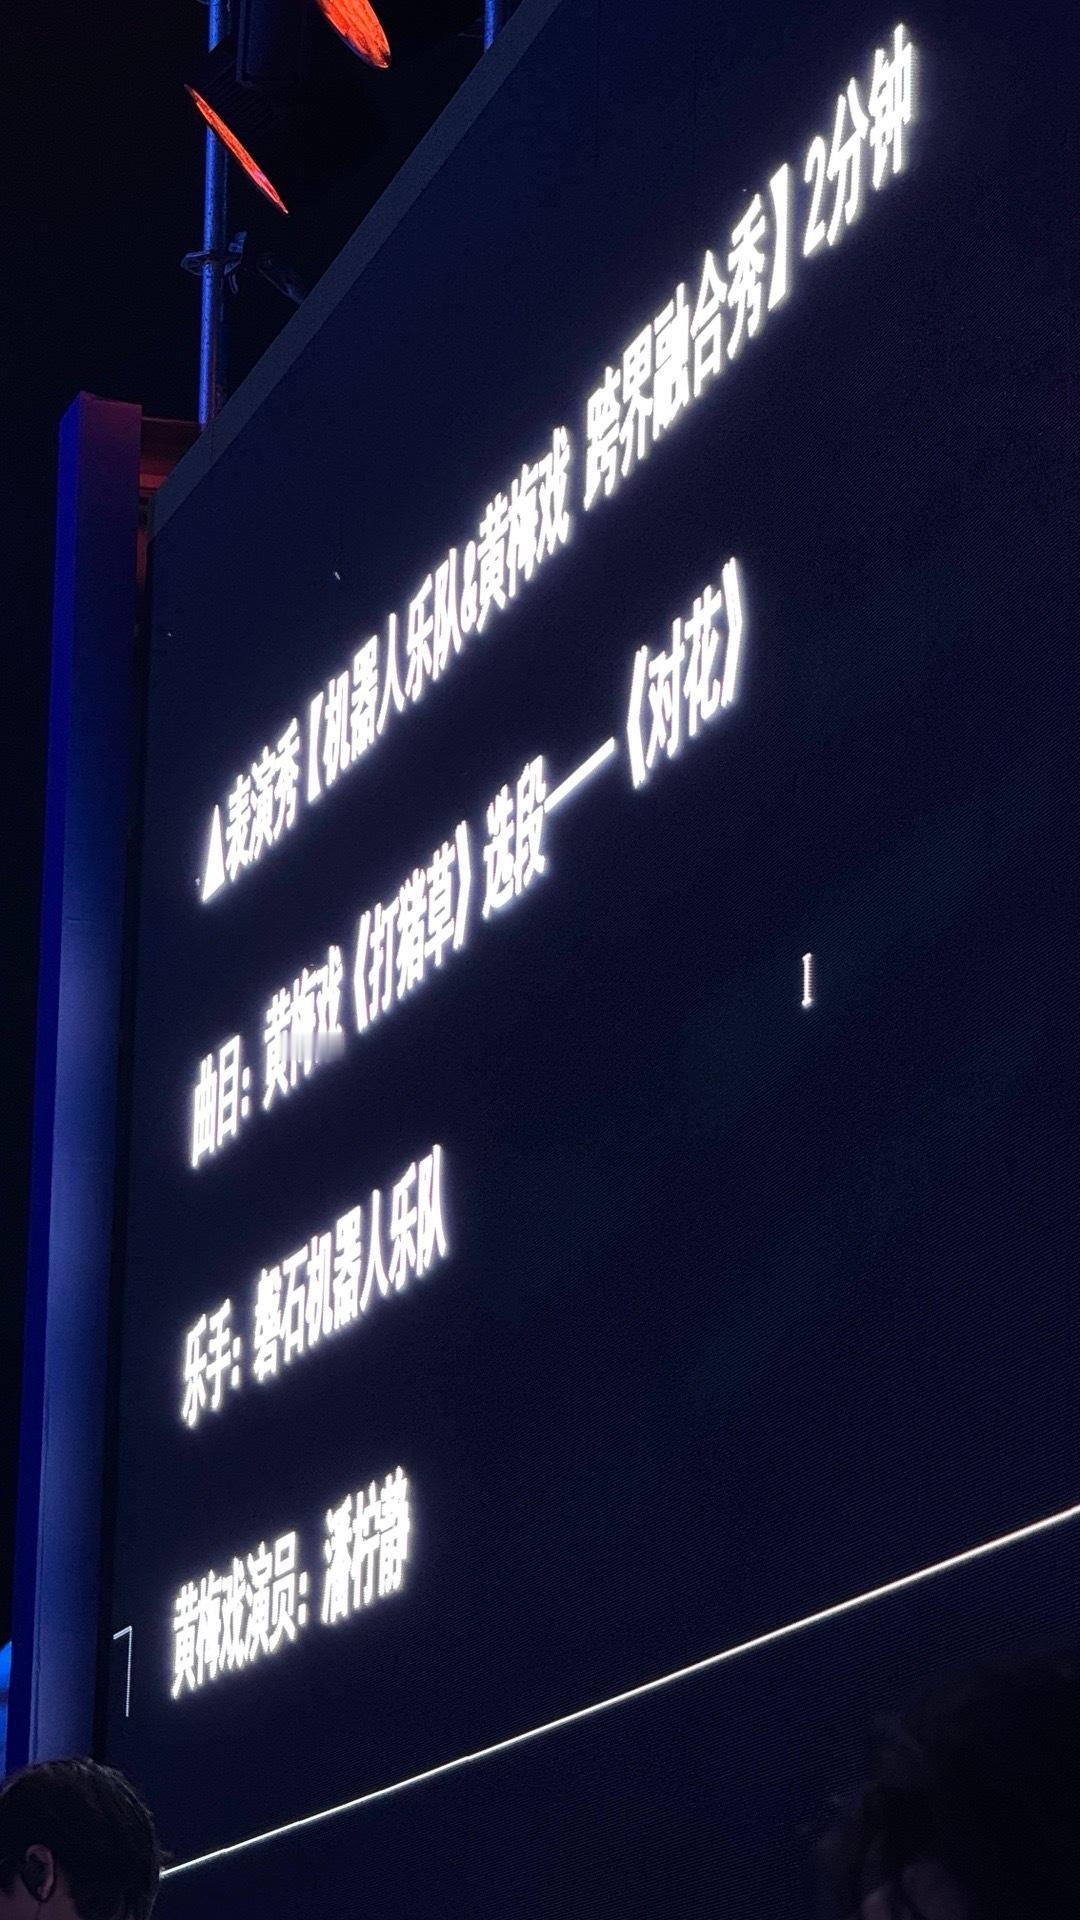 ▲表演秀【机器人乐队&黄梅戏 跨界融合秀】2分钟
曲目：黄梅戏《打猪草》选段——《对花》
乐手：磐石机器人乐队
黄梅戏演员：潘柠静